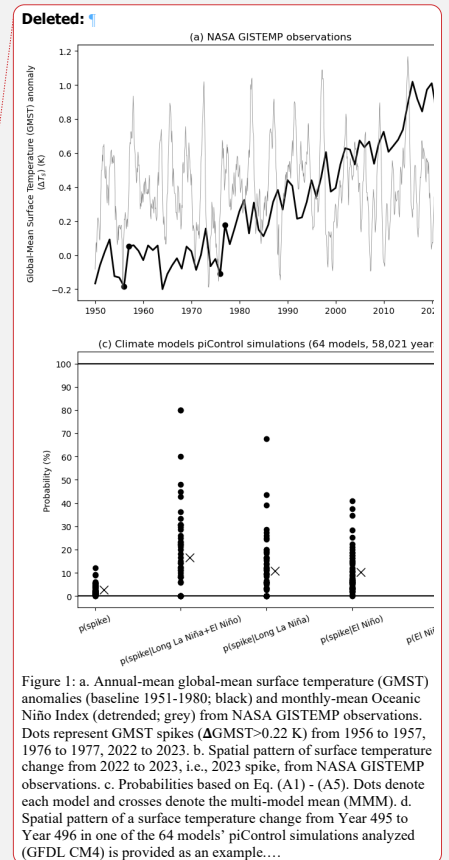 Deleted: ¶
(a) NASA GISTEMP observations
Global-Mean Surface Temperature (GMST) anomaly
(ΔTg) (K)
1.2
1.0
0.8
0.6
0.4
0.2
0.0
−0.2
1950 1960 1970 1980 1990 2000 2010 202
(c) Climate models piControl simulations (64 models, 58,021 year
Probability (%)
100
90
80
70
60
50
40
30
20
10
0
p(spike)
p(spike|Long La Niña+El Niño)
p(spike|Long La Niña)
p(spike|El Niño)
p(El Niñ
Figure 1: a. Annual-mean global-mean surface temperature (GMST)
anomalies (baseline 1951-1980; black) and monthly-mean Oceanic
Niño Index (detrended; grey) from NASA GISTEMP observations.
Dots represent GMST spikes (ΔGMST>0.22 K) from 1956 to 1957,
1976 to 1977, 2022 to 2023. b. Spatial pattern of surface temperature
change from 2022 to 2023, i.e., 2023 spike, from NASA GISTEMP
observations. c. Probabilities based on Eq. (A1) - (A5). Dots denote
each model and crosses denote the multi-model mean (MMM). d.
Spatial pattern of a surface temperature change from Year 495 to
Year 496 in one of the 64 models’ piControl simulations analyzed
(GFDL CM4) is provided as an example.…